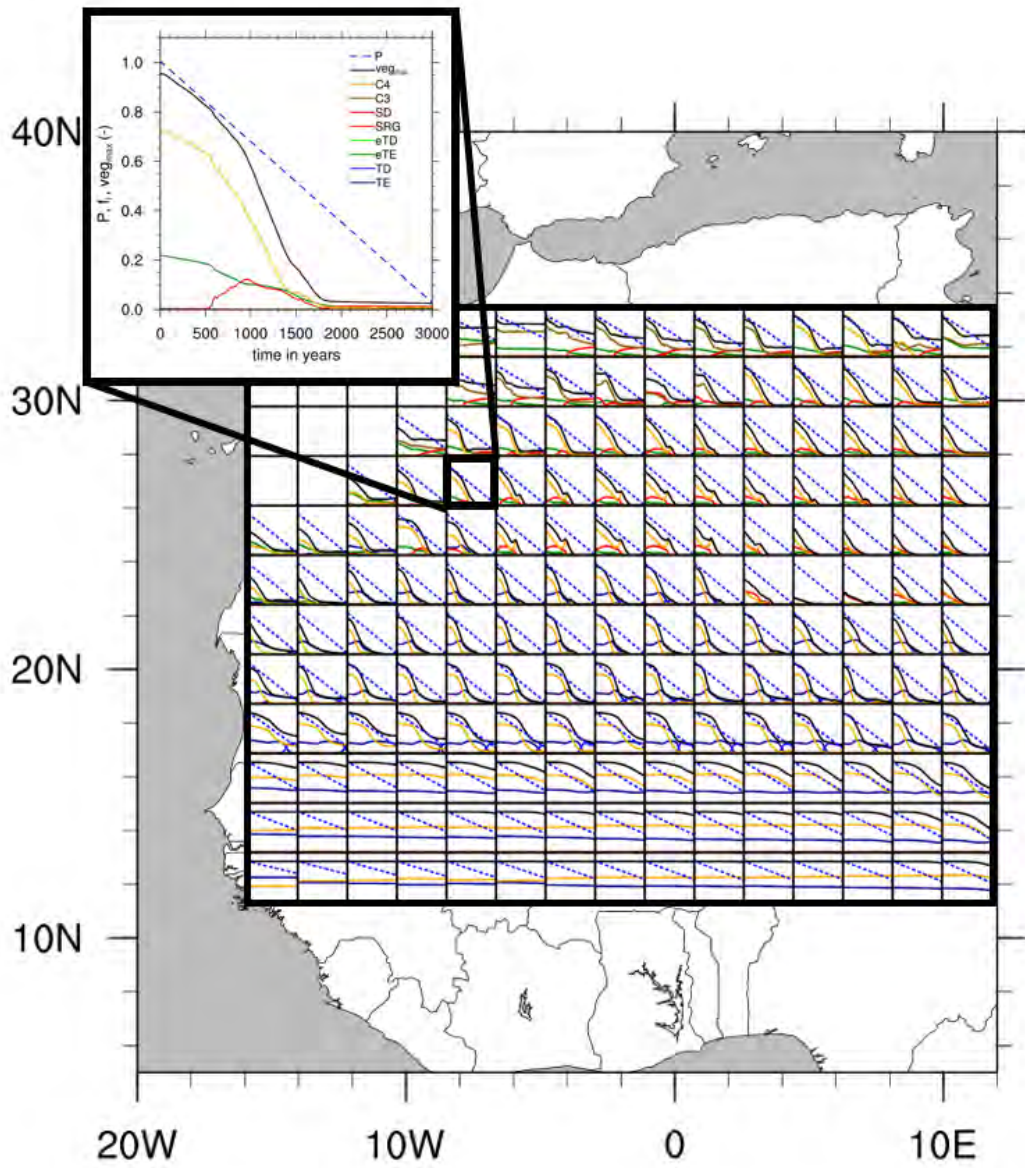 P, fᵢ, veg_max (-)
1.0
0.8
0.6
0.4
0.2
0.0
P
veg_max
C4
C3
SD
SRG
eTD
eTE
TD
TE
0 500 1000 1500 2000 2500 3000
time in years
40N
30N
20N
10N
20W 10W 0 10E